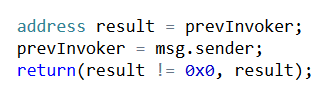 address result = prevInvoker;
prevInvoker = msg.sender;
return(result != 0x0, result);